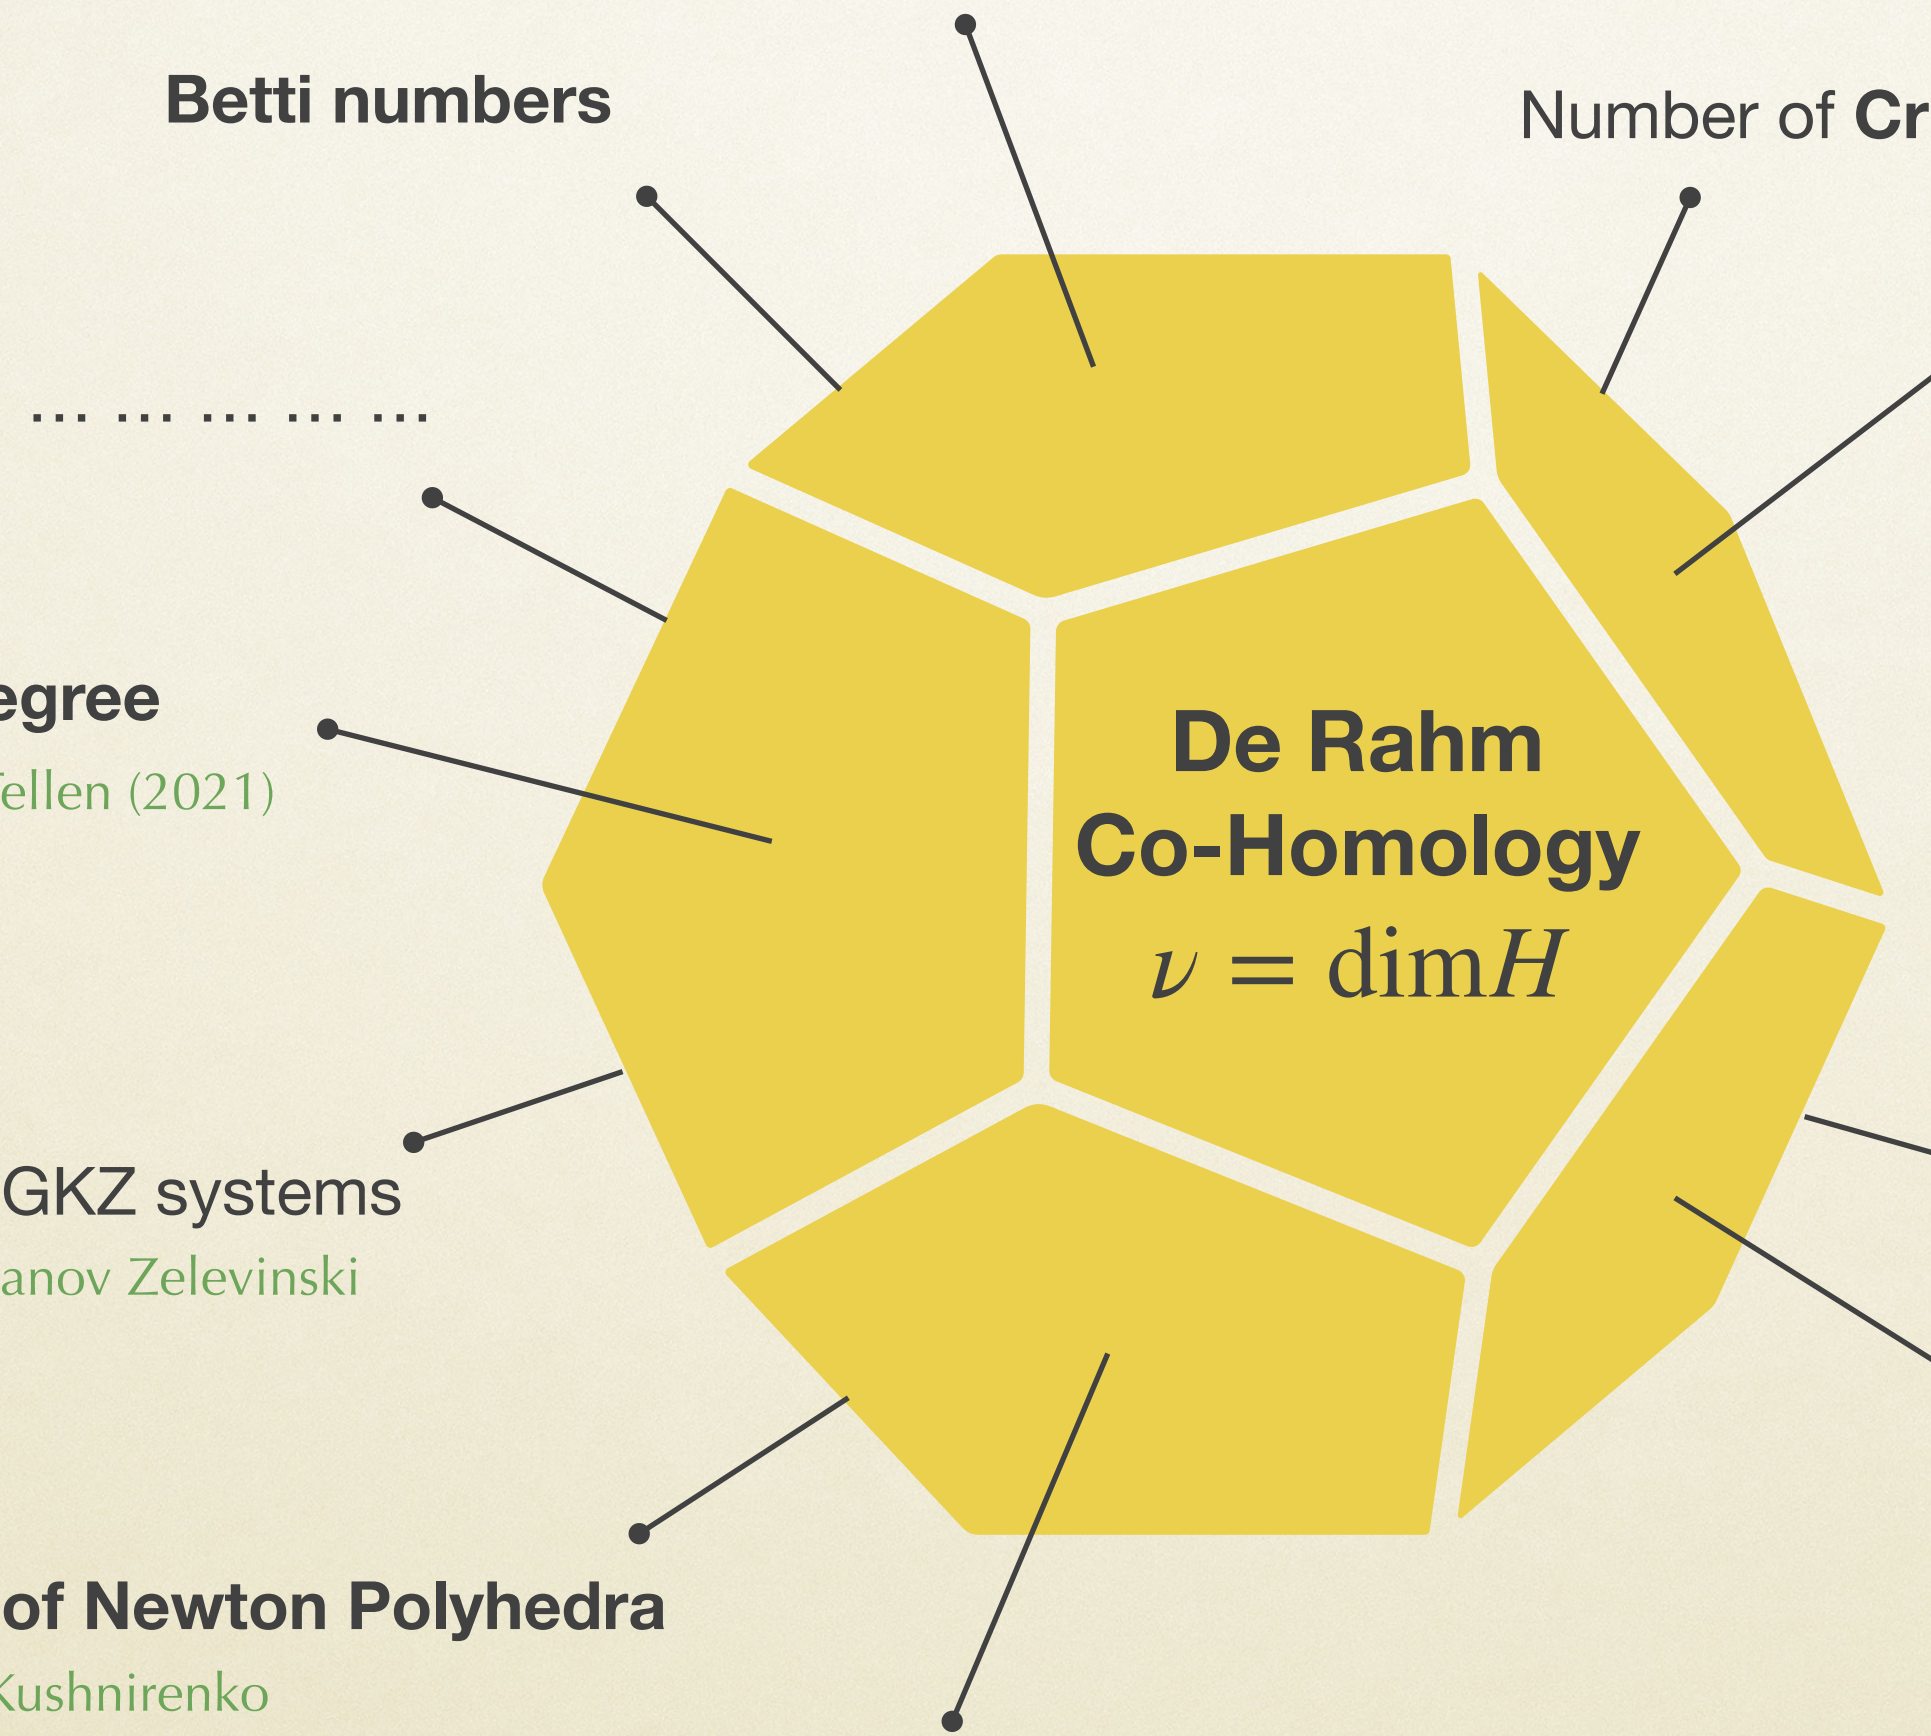 Betti numbers
Number of Cr
... ... ... ... ...
egree
ellen (2021)
De Rahm
Co-Homology
ν = dimH
GKZ systems
anov Zelevinski
of Newton Polyhedra
Kushnirenko